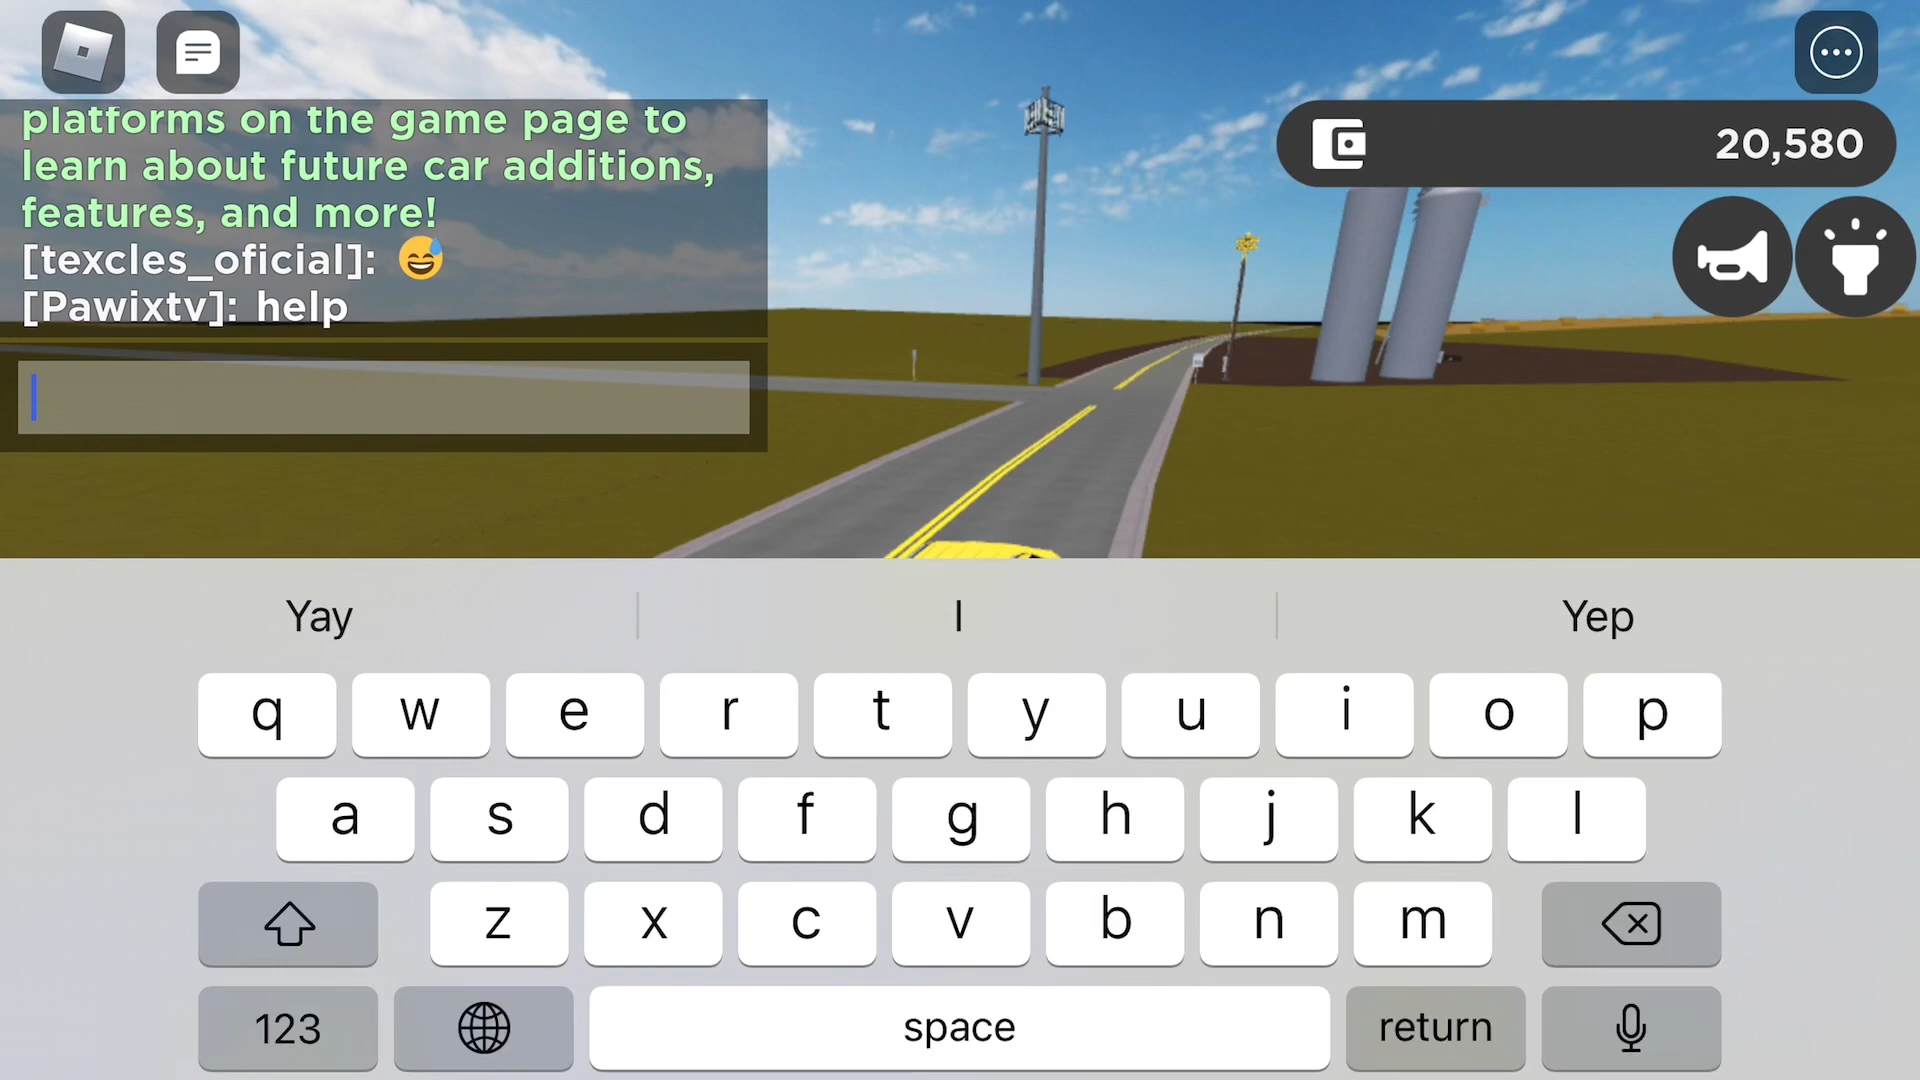 platforms on the game page to
learn about future car additions,
features, and more!
[texcles_oficial]: 😅
[Pawixtv]: help
20,580
Yay I Yep
q w e r t y u i o p
a s d f g h j k l
z x c v b n m
123 space return